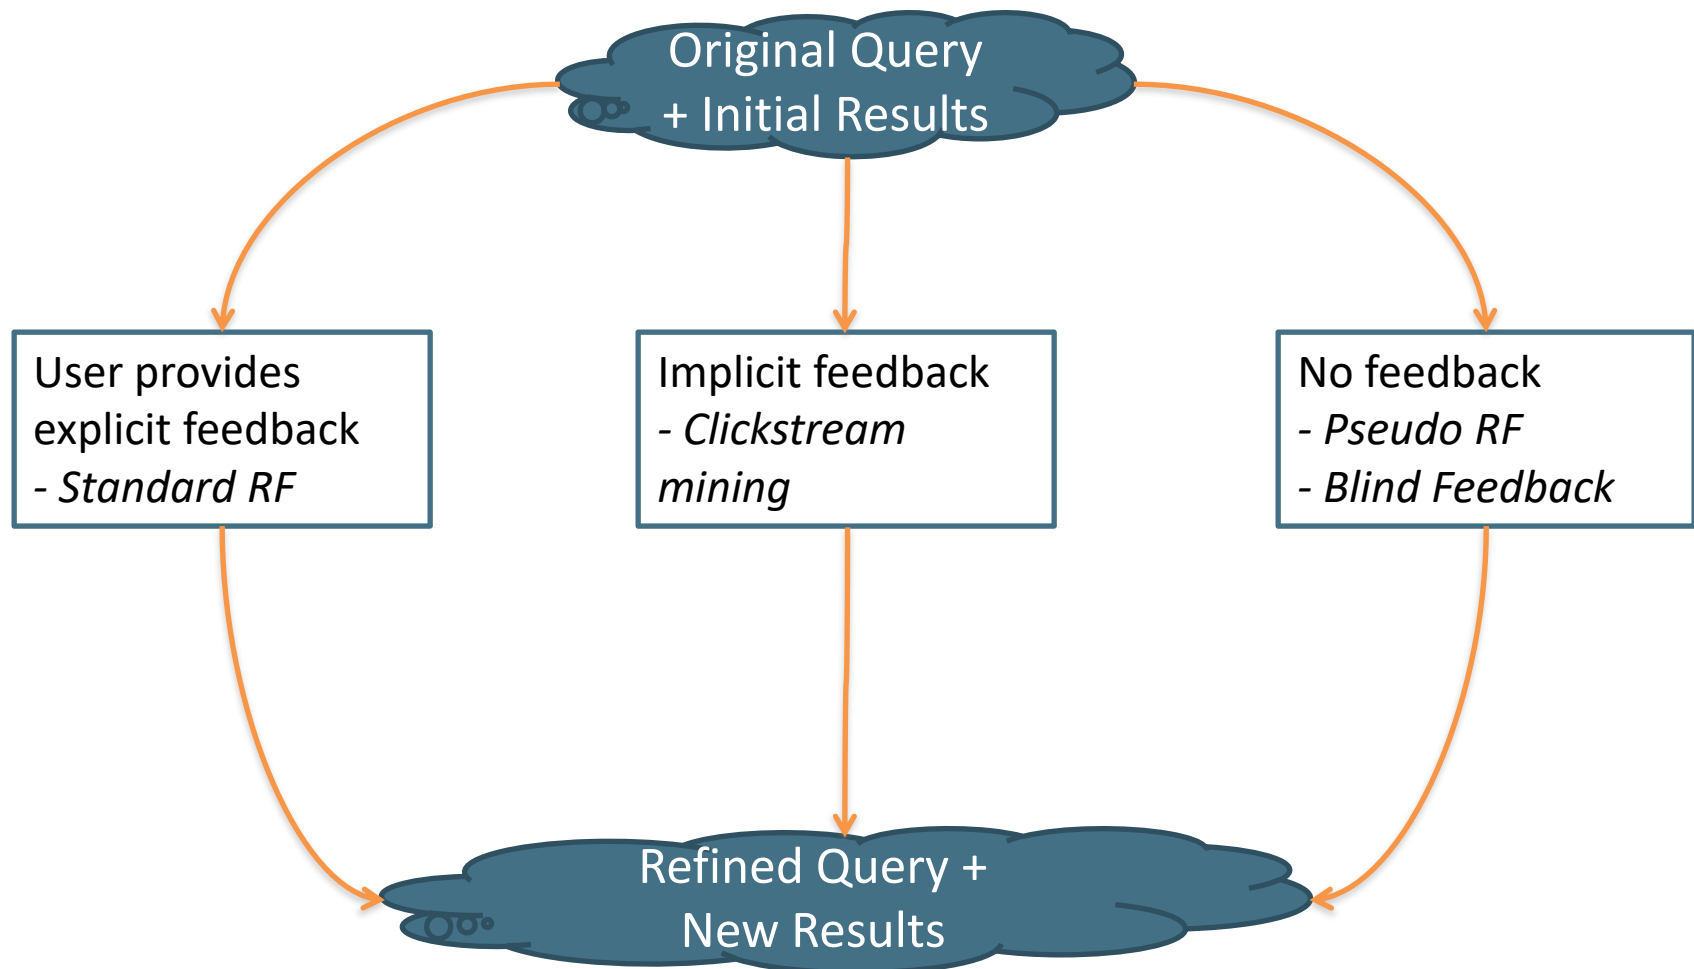 Original Query
+ Initial Results
User provides
explicit feedback
- Standard RF
Implicit feedback
- Clickstream
mining
No feedback
- Pseudo RF
- Blind Feedback
Refined Query +
New Results